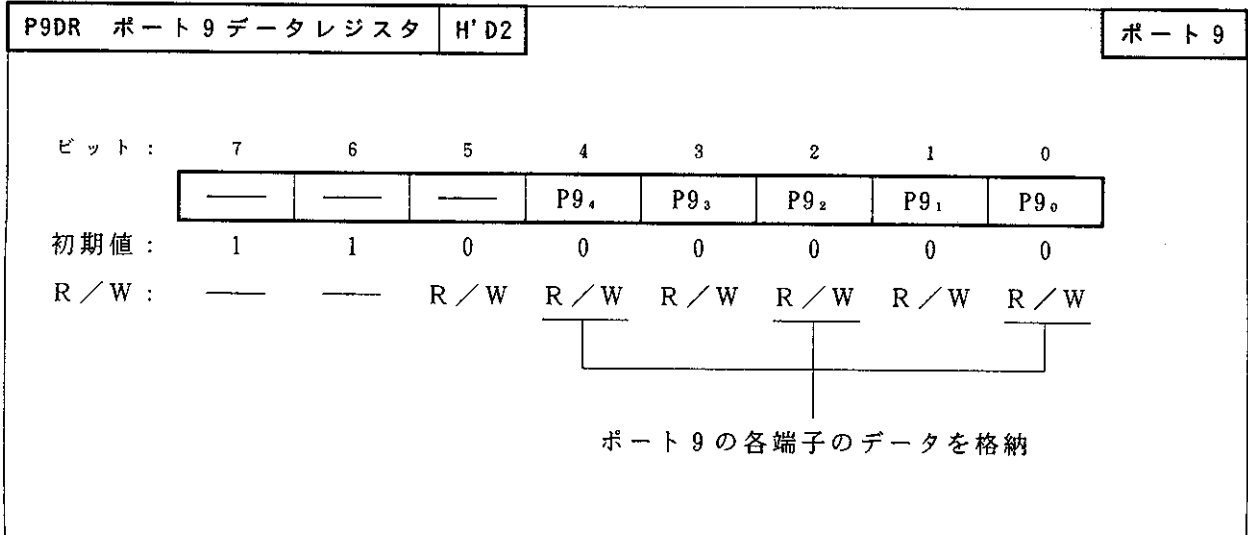 P9DR ポート9データレジスタ H'D2 ポート9
ビット: 7 6 5 4 3 2 1 0
— — — P9₄ P9₃ P9₂ P9₁ P9₀
初期値: 1 1 0 0 0 0 0 0
R/W: — — R/W R/W R/W R/W R/W R/W
ポート9の各端子のデータを格納